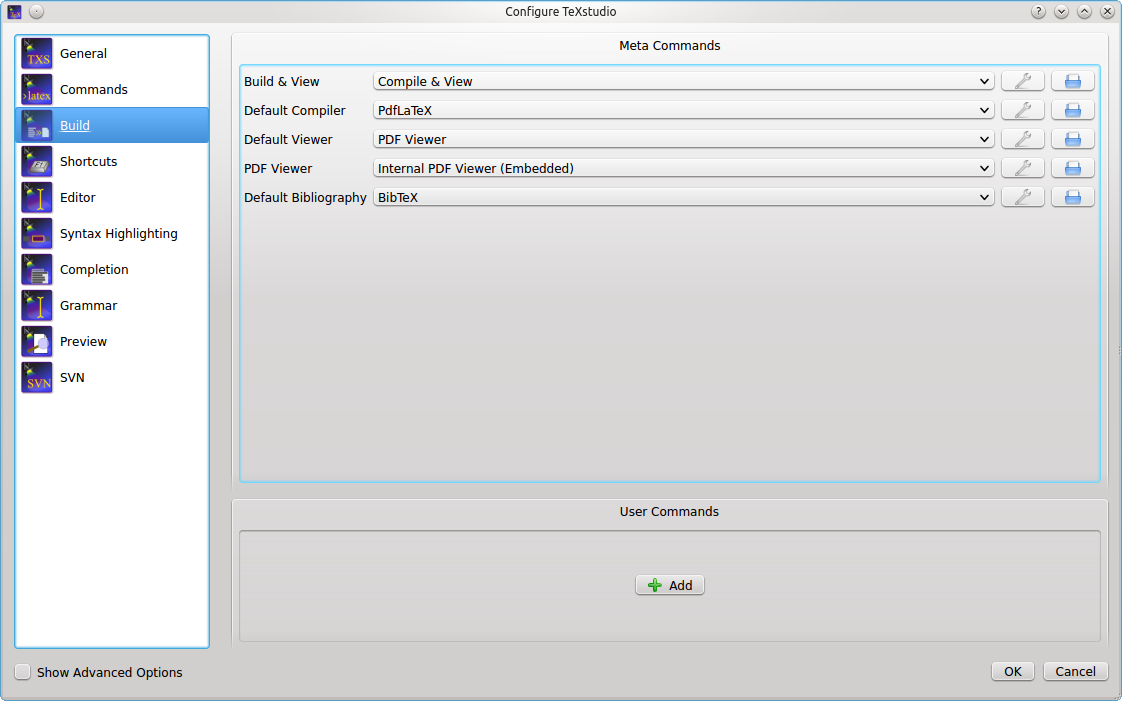 Configure TeXstudio
TXS General
>latex Commands
Build
Shortcuts
Editor
Syntax Highlighting
Completion
Grammar
Preview
SVN SVN
Meta Commands
Build & View Compile & View
Default Compiler PdfLaTeX
Default Viewer PDF Viewer
PDF Viewer Internal PDF Viewer (Embedded)
Default Bibliography BibTeX
User Commands
Add
Show Advanced Options
OK Cancel